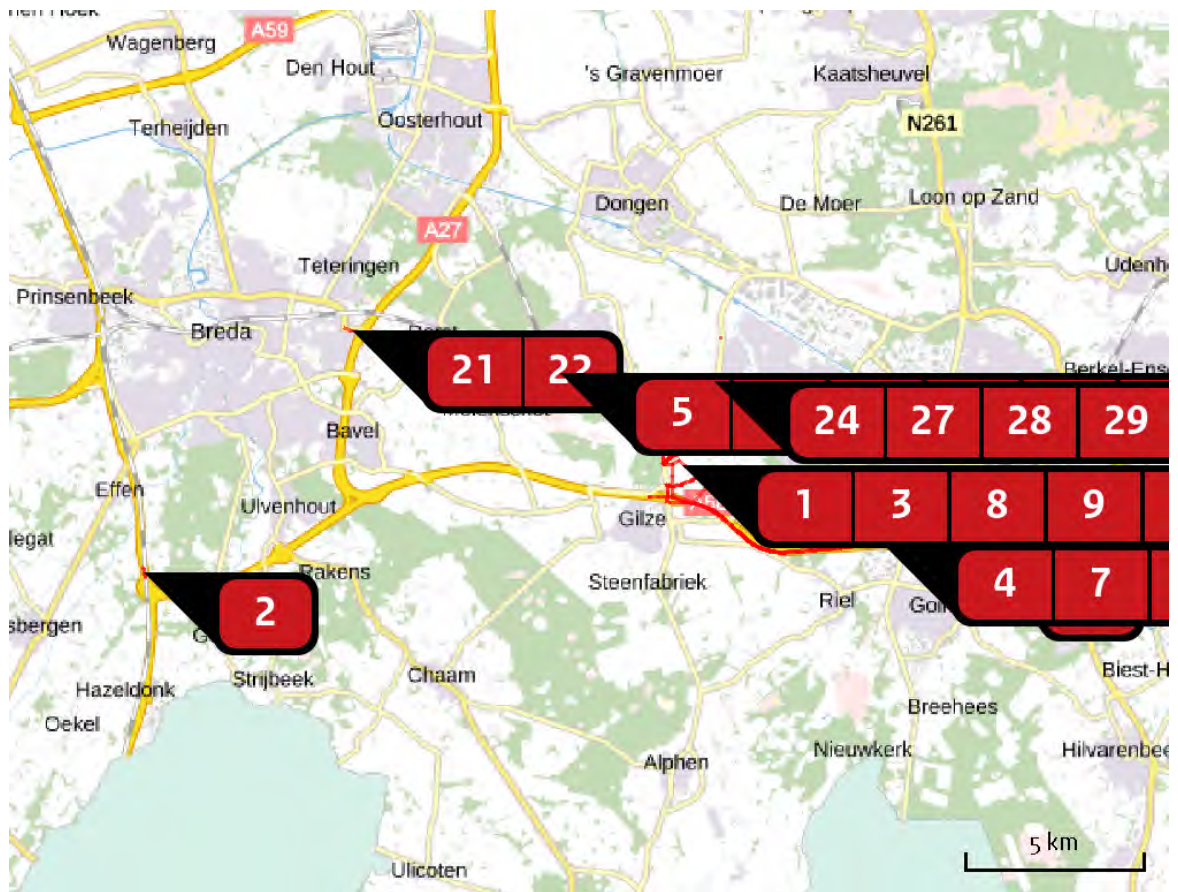 Wagenberg
A59
Den Hout
's Gravenmoer
Kaatsheuvel
Terheijden
Oosterhout
N261
Dongen
De Moer
Loon op Zand
A27
Teteringen
Prinsenbeek
Breda
21 22
5
24 27 28 29
Bavel
Effen
Ulvenhout
Gilze
1 3 8 9
Rakens
Steenfabriek
Riel
4 7
2
Strijbeek
Chaam
Hazeldonk
Oekel
Breehees
Nieuwkerk
Alphen
5 km
Ulicoten